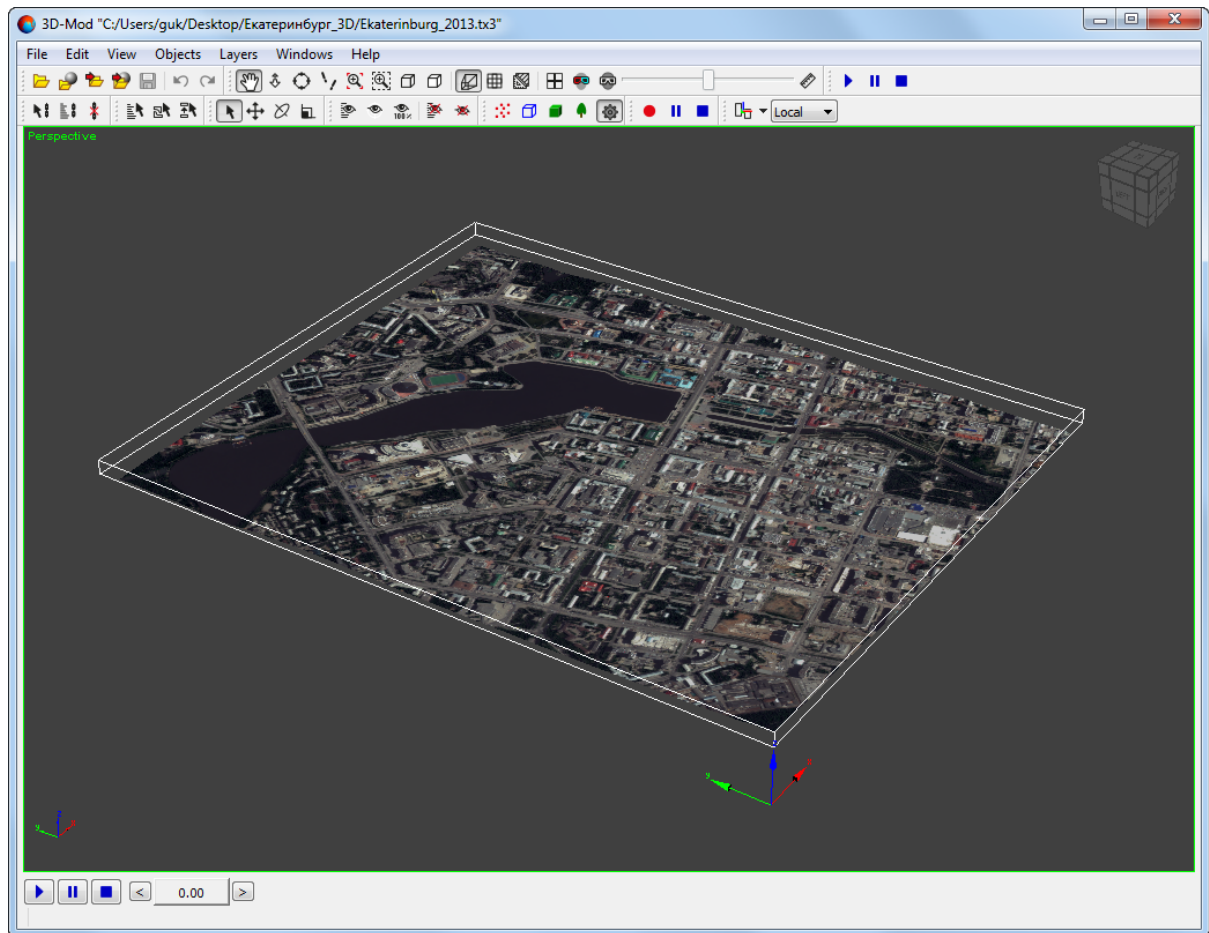 3D-Mod "C:/Users/guk/Desktop/Екатеринбург_3D/Ekaterinburg_2013.tx3"
File Edit View Objects Layers Windows Help
100%
Local
Perspective
y
z
x
0.00